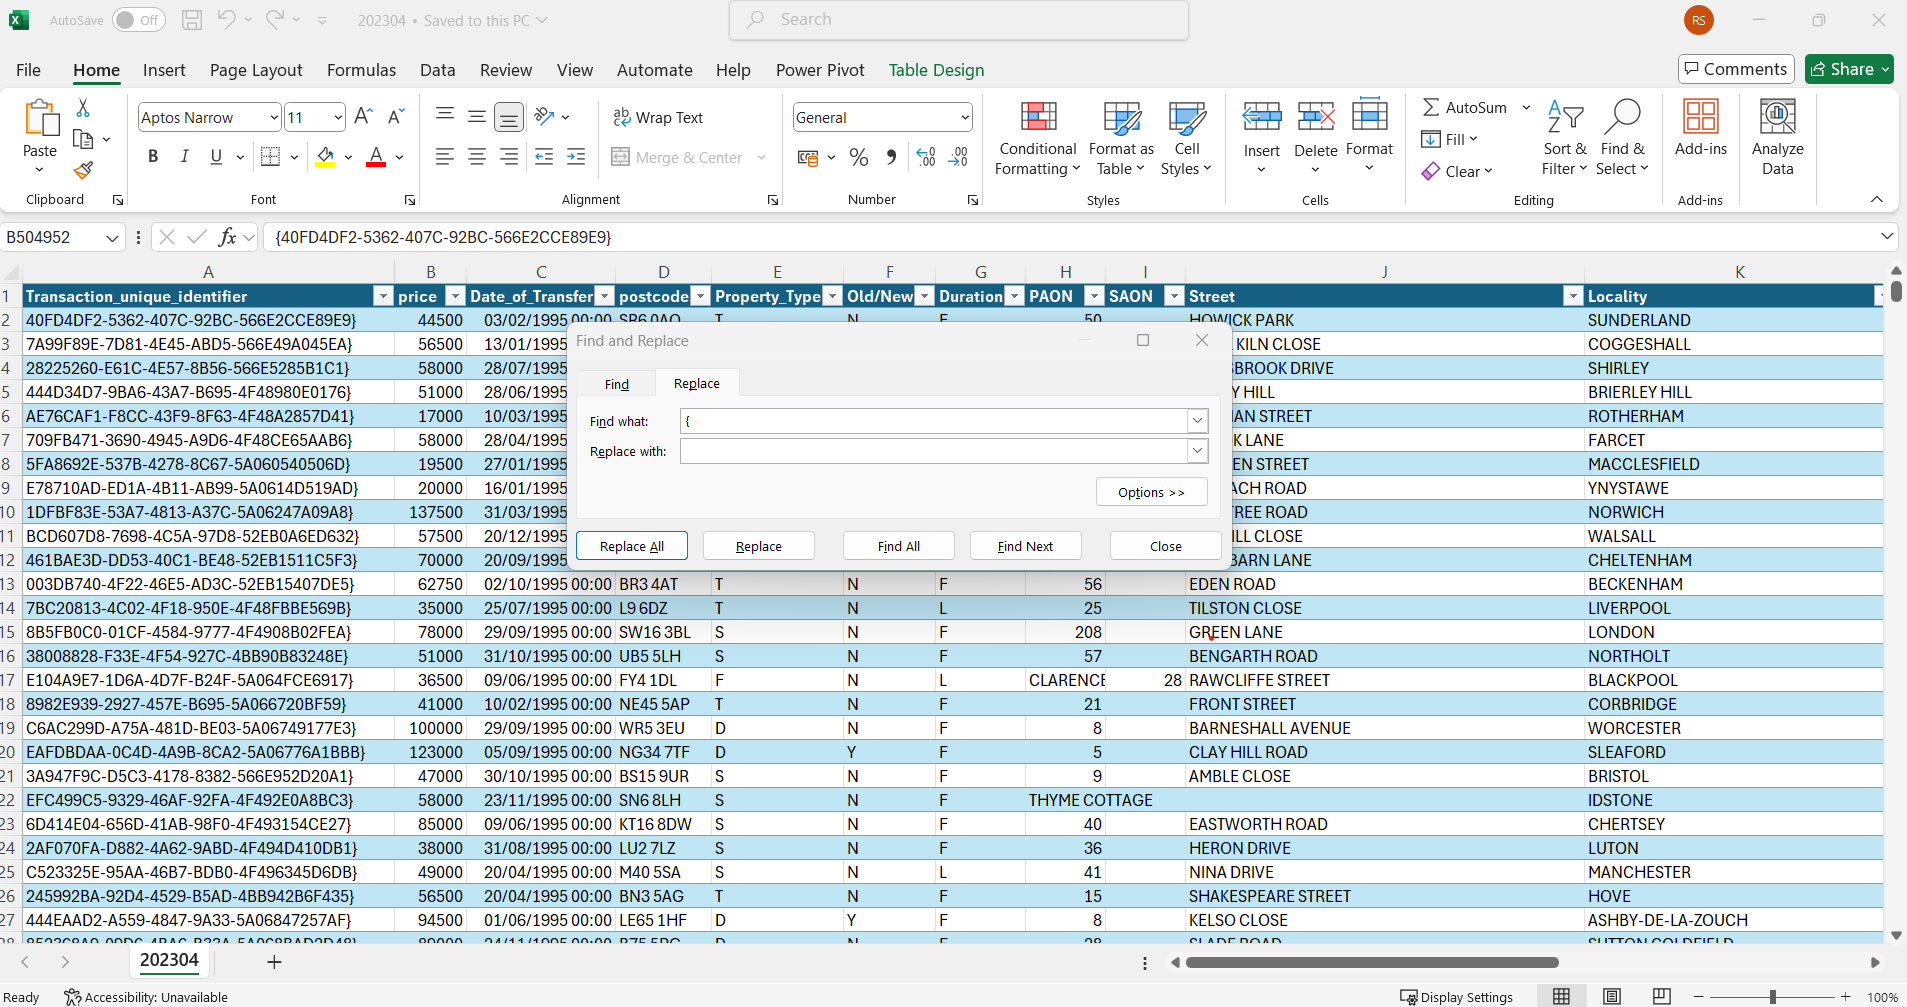 AutoSave Off 202304 • Saved to this PC Search RS
File Home Insert Page Layout Formulas Data Review View Automate Help Power Pivot Table Design Comments Share
Paste
Clipboard
Aptos Narrow 11
B I U A
Font
Wrap Text
Merge & Center
Alignment
General
Number
Conditional Formatting
Format as Table
Cell Styles
Styles
Insert Delete Format
Cells
AutoSum
Fill
Clear
Sort & Filter
Find & Select
Editing
Add-ins
Add-ins
Analyze Data
B504952 fx {40FD4DF2-5362-407C-92BC-566E2CCE89E9}
A B C D E F G H I J K
1 Transaction_unique_identifier price Date_of_Transfer postcode Property_Type Old/New Duration PAON SAON Street Locality
2 40FD4DF2-5362-407C-92BC-566E2CCE89E9} 44500 03/02/1995 00:00 SR6 0AQ T N F 50 HOWICK PARK SUNDERLAND
3 7A99F89E-7D81-4E45-ABD5-566E49A045EA} 56500 13/01/1995 KILN CLOSE COGGESHALL
4 28225260-E61C-4E57-8B56-566E5285B1C1} 58000 28/07/1995 BROOK DRIVE SHIRLEY
5 444D34D7-9BA6-43A7-B695-4F48980E0176} 51000 28/06/1995 Y HILL BRIERLEY HILL
6 AE76CAF1-F8CC-43F9-8F63-4F48A2857D41} 17000 10/03/1995 AN STREET ROTHERHAM
7 709FB471-3690-4945-A9D6-4F48CE65AAB6} 58000 28/04/1995 K LANE FARCET
8 5FA8692E-537B-4278-8C67-5A060540506D} 19500 27/01/1995 EN STREET MACCLESFIELD
9 E78710AD-ED1A-4B11-AB99-5A0614D519AD} 20000 16/01/1995 ACH ROAD YNYSTAWE
10 1DFBF83E-53A7-4813-A37C-5A06247A09A8} 137500 31/03/1995 TREE ROAD NORWICH
11 BCD607D8-7698-4C5A-97D8-52EB0A6ED632} 57500 20/12/1995 ILL CLOSE WALSALL
12 461BAE3D-DD53-40C1-BE48-52EB1511C5F3} 70000 20/09/1995 BARN LANE CHELTENHAM
Find and Replace
Find Replace
Find what: {
Replace with:
Options >>
Replace All Replace Find All Find Next Close
13 003DB740-4F22-46E5-AD3C-52EB15407DE5} 62750 02/10/1995 00:00 BR3 4AT T N F 56 EDEN ROAD BECKENHAM
14 7BC20813-4C02-4F18-950E-4F48FBBE569B} 35000 25/07/1995 00:00 L9 6DZ T N L 25 TILSTON CLOSE LIVERPOOL
15 8B5FB0C0-01CF-4584-9777-4F4908B02FEA} 78000 29/09/1995 00:00 SW16 3BL S N F 208 GREEN LANE LONDON
16 38008828-F33E-4F54-927C-4BB90B83248E} 51000 31/10/1995 00:00 UB5 5LH S N F 57 BENGARTH ROAD NORTHOLT
17 E104A9E7-1D6A-4D7F-B24F-5A064FCE6917} 36500 09/06/1995 00:00 FY4 1DL F N L CLARENCE 28 RAWCLIFFE STREET BLACKPOOL
18 8982E939-2927-457E-B695-5A066720BF59} 41000 10/02/1995 00:00 NE45 5AP T N F 21 FRONT STREET CORBRIDGE
19 C6AC299D-A75A-481D-BE03-5A06749177E3} 100000 29/09/1995 00:00 WR5 3EU D N F 8 BARNESHALL AVENUE WORCESTER
20 EAFDBDAA-0C4D-4A9B-8CA2-5A06776A1BBB} 123000 05/09/1995 00:00 NG34 7TF D Y F 5 CLAY HILL ROAD SLEAFORD
21 3A947F9C-D5C3-4178-8382-566E952D20A1} 47000 30/10/1995 00:00 BS15 9UR S N F 9 AMBLE CLOSE BRISTOL
22 EFC499C5-9329-46AF-92FA-4F492E0A8BC3} 58000 23/11/1995 00:00 SN6 8LH S N F THYME COTTAGE IDSTONE
23 6D414E04-656D-41AB-98F0-4F493154CE27} 85000 09/06/1995 00:00 KT16 8DW S N F 40 EASTWORTH ROAD CHERTSEY
24 2AF070FA-D882-4A62-9ABD-4F494D410DB1} 38000 31/08/1995 00:00 LU2 7LZ S N F 36 HERON DRIVE LUTON
25 C523325E-95AA-46B7-BDB0-4F496345D6DB} 49000 20/04/1995 00:00 M40 5SA S N L 41 NINA DRIVE MANCHESTER
26 245992BA-92D4-4529-B5AD-4BB942B6F435} 56500 20/04/1995 00:00 BN3 5AG T N F 15 SHAKESPEARE STREET HOVE
27 444EAAD2-A559-4847-9A33-5A06847257AF} 94500 01/06/1995 00:00 LE65 1HF D Y F 8 KELSO CLOSE ASHBY-DE-LA-ZOUCH
202304
Ready Accessibility: Unavailable Display Settings 100%